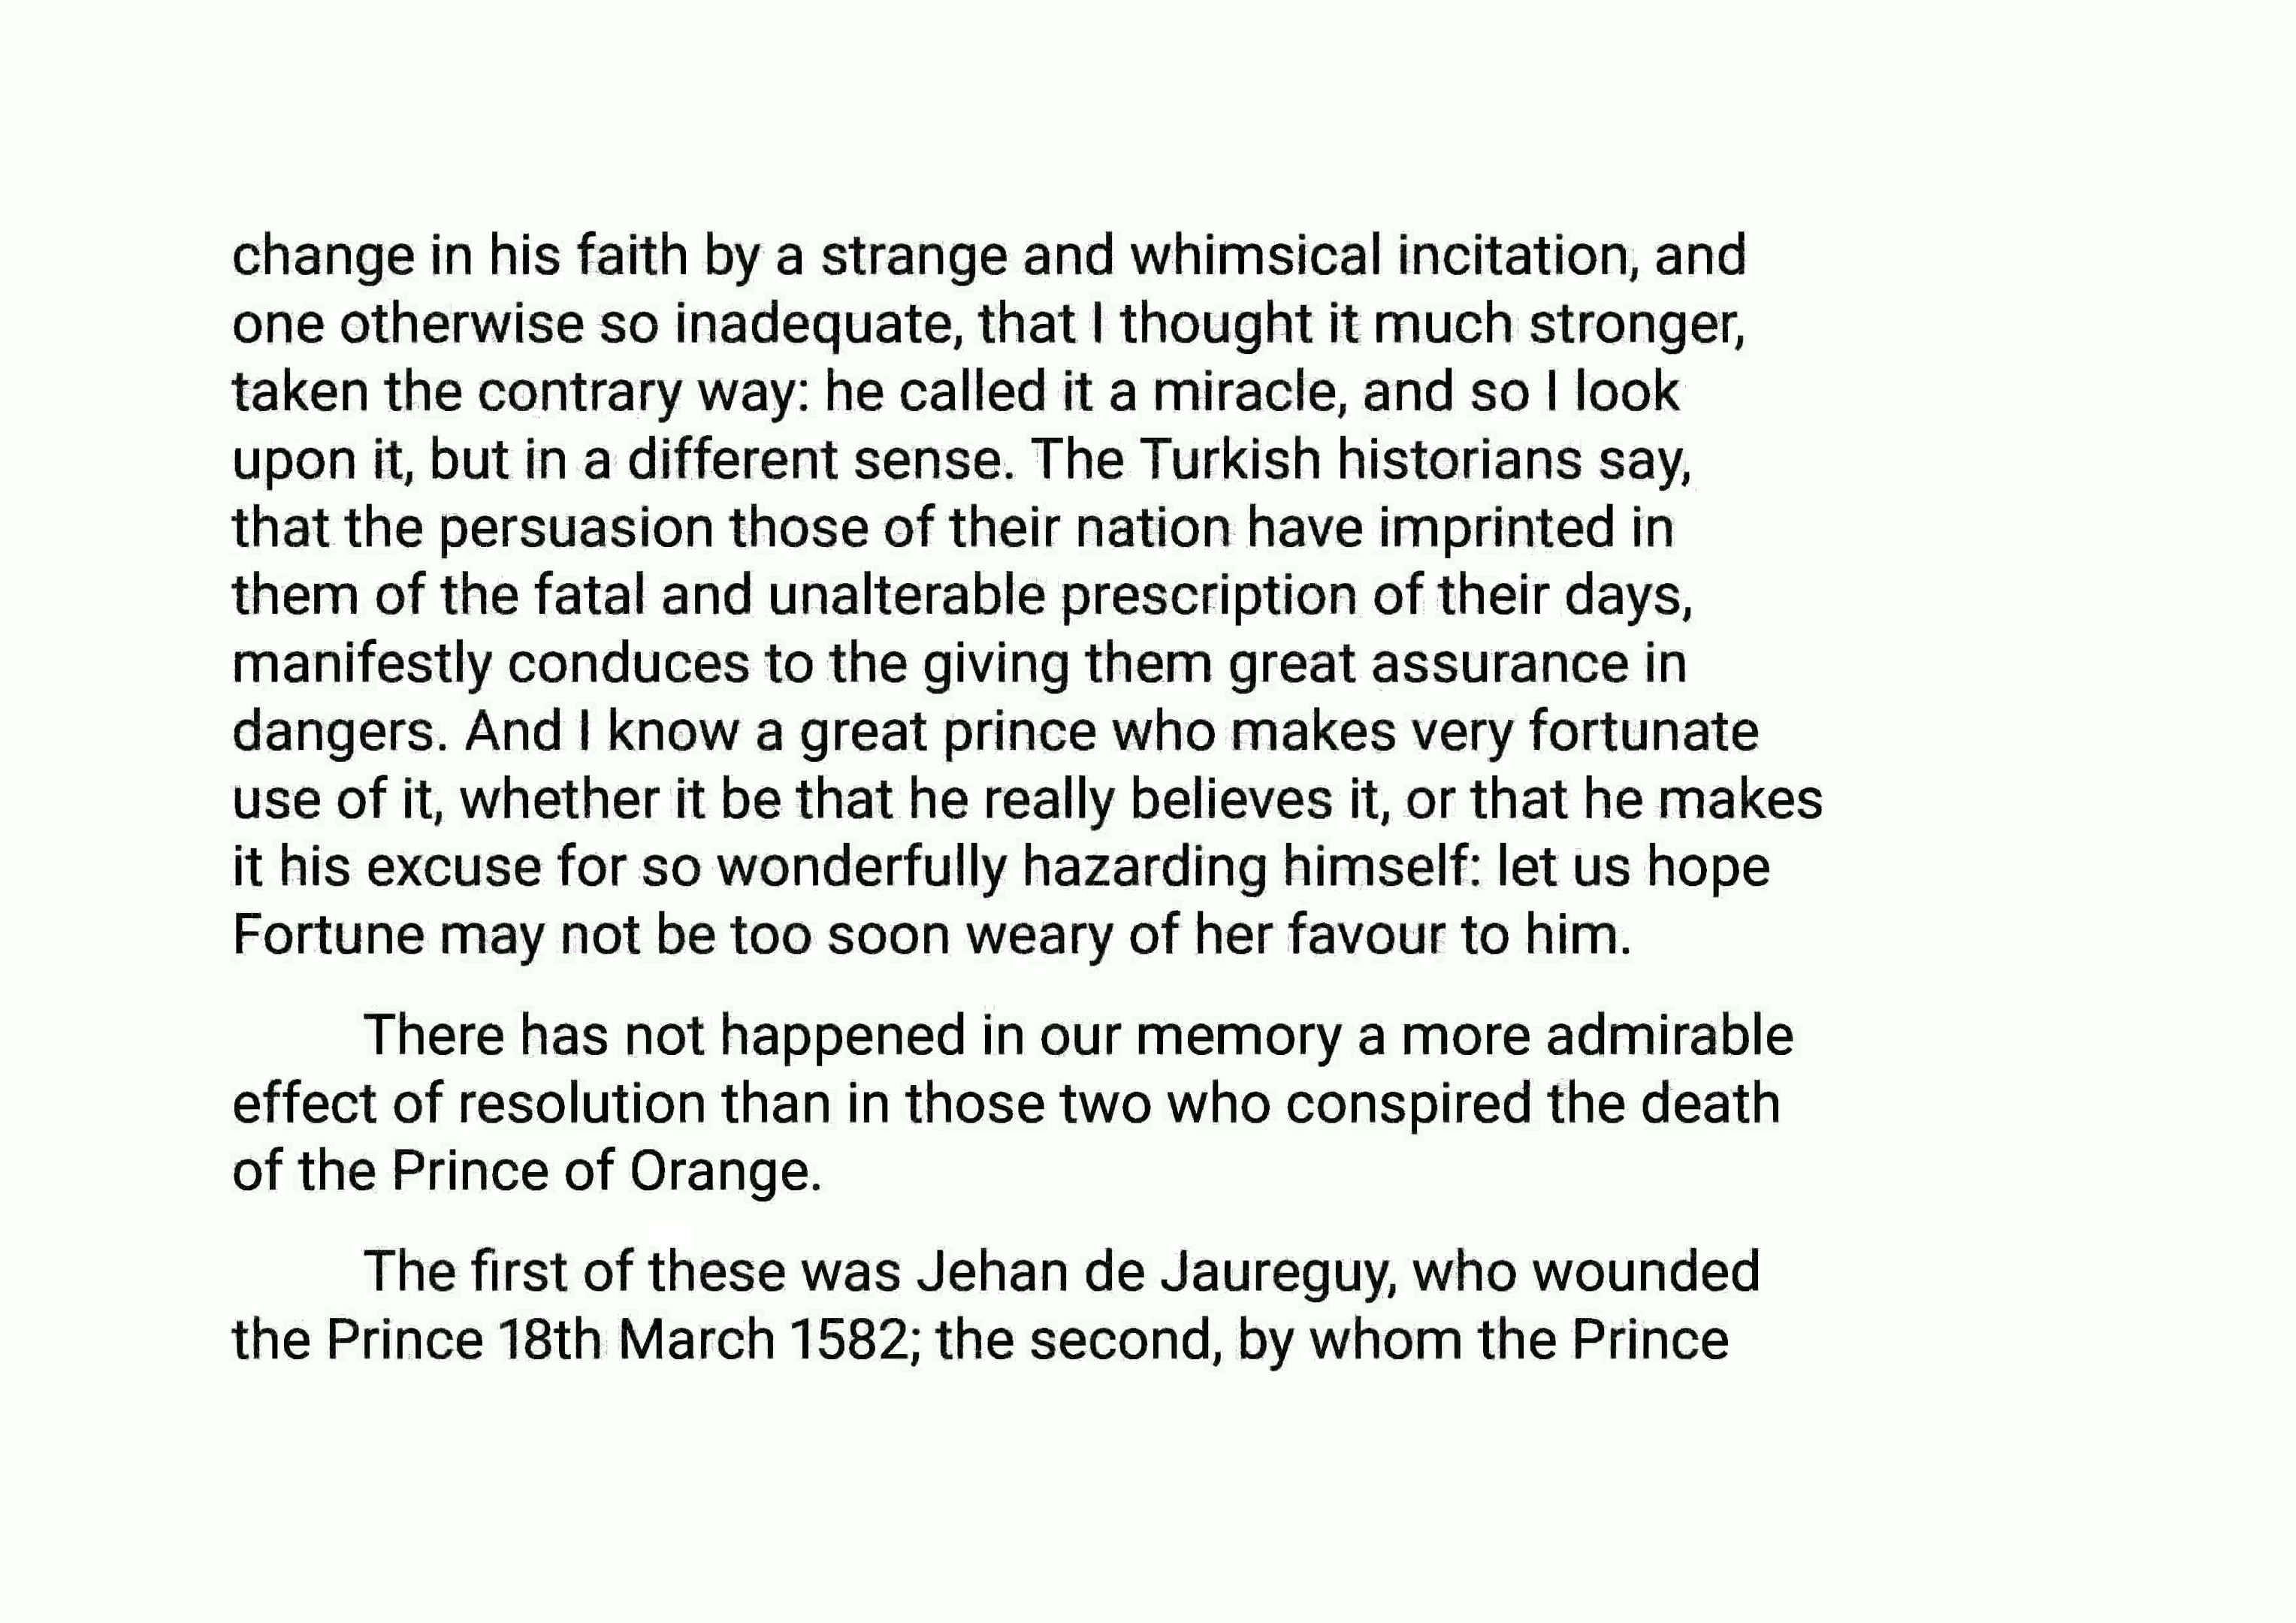 change in his faith by a strange and whimsical incitation, and
one otherwise so inadequate, that I thought it much stronger,
taken the contrary way: he called it a miracle, and so I look
upon it, but in a different sense. The Turkish historians say,
that the persuasion those of their nation have imprinted in
them of the fatal and unalterable prescription of their days,
manifestly conduces to the giving them great assurance in
dangers. And I know a great prince who makes very fortunate
use of it, whether it be that he really believes it, or that he makes
it his excuse for so wonderfully hazarding himself: let us hope
Fortune may not be too soon weary of her favour to him.
There has not happened in our memory a more admirable
effect of resolution than in those two who conspired the death
of the Prince of Orange.
The first of these was Jehan de Jaureguy, who wounded
the Prince 18th March 1582; the second, by whom the Prince